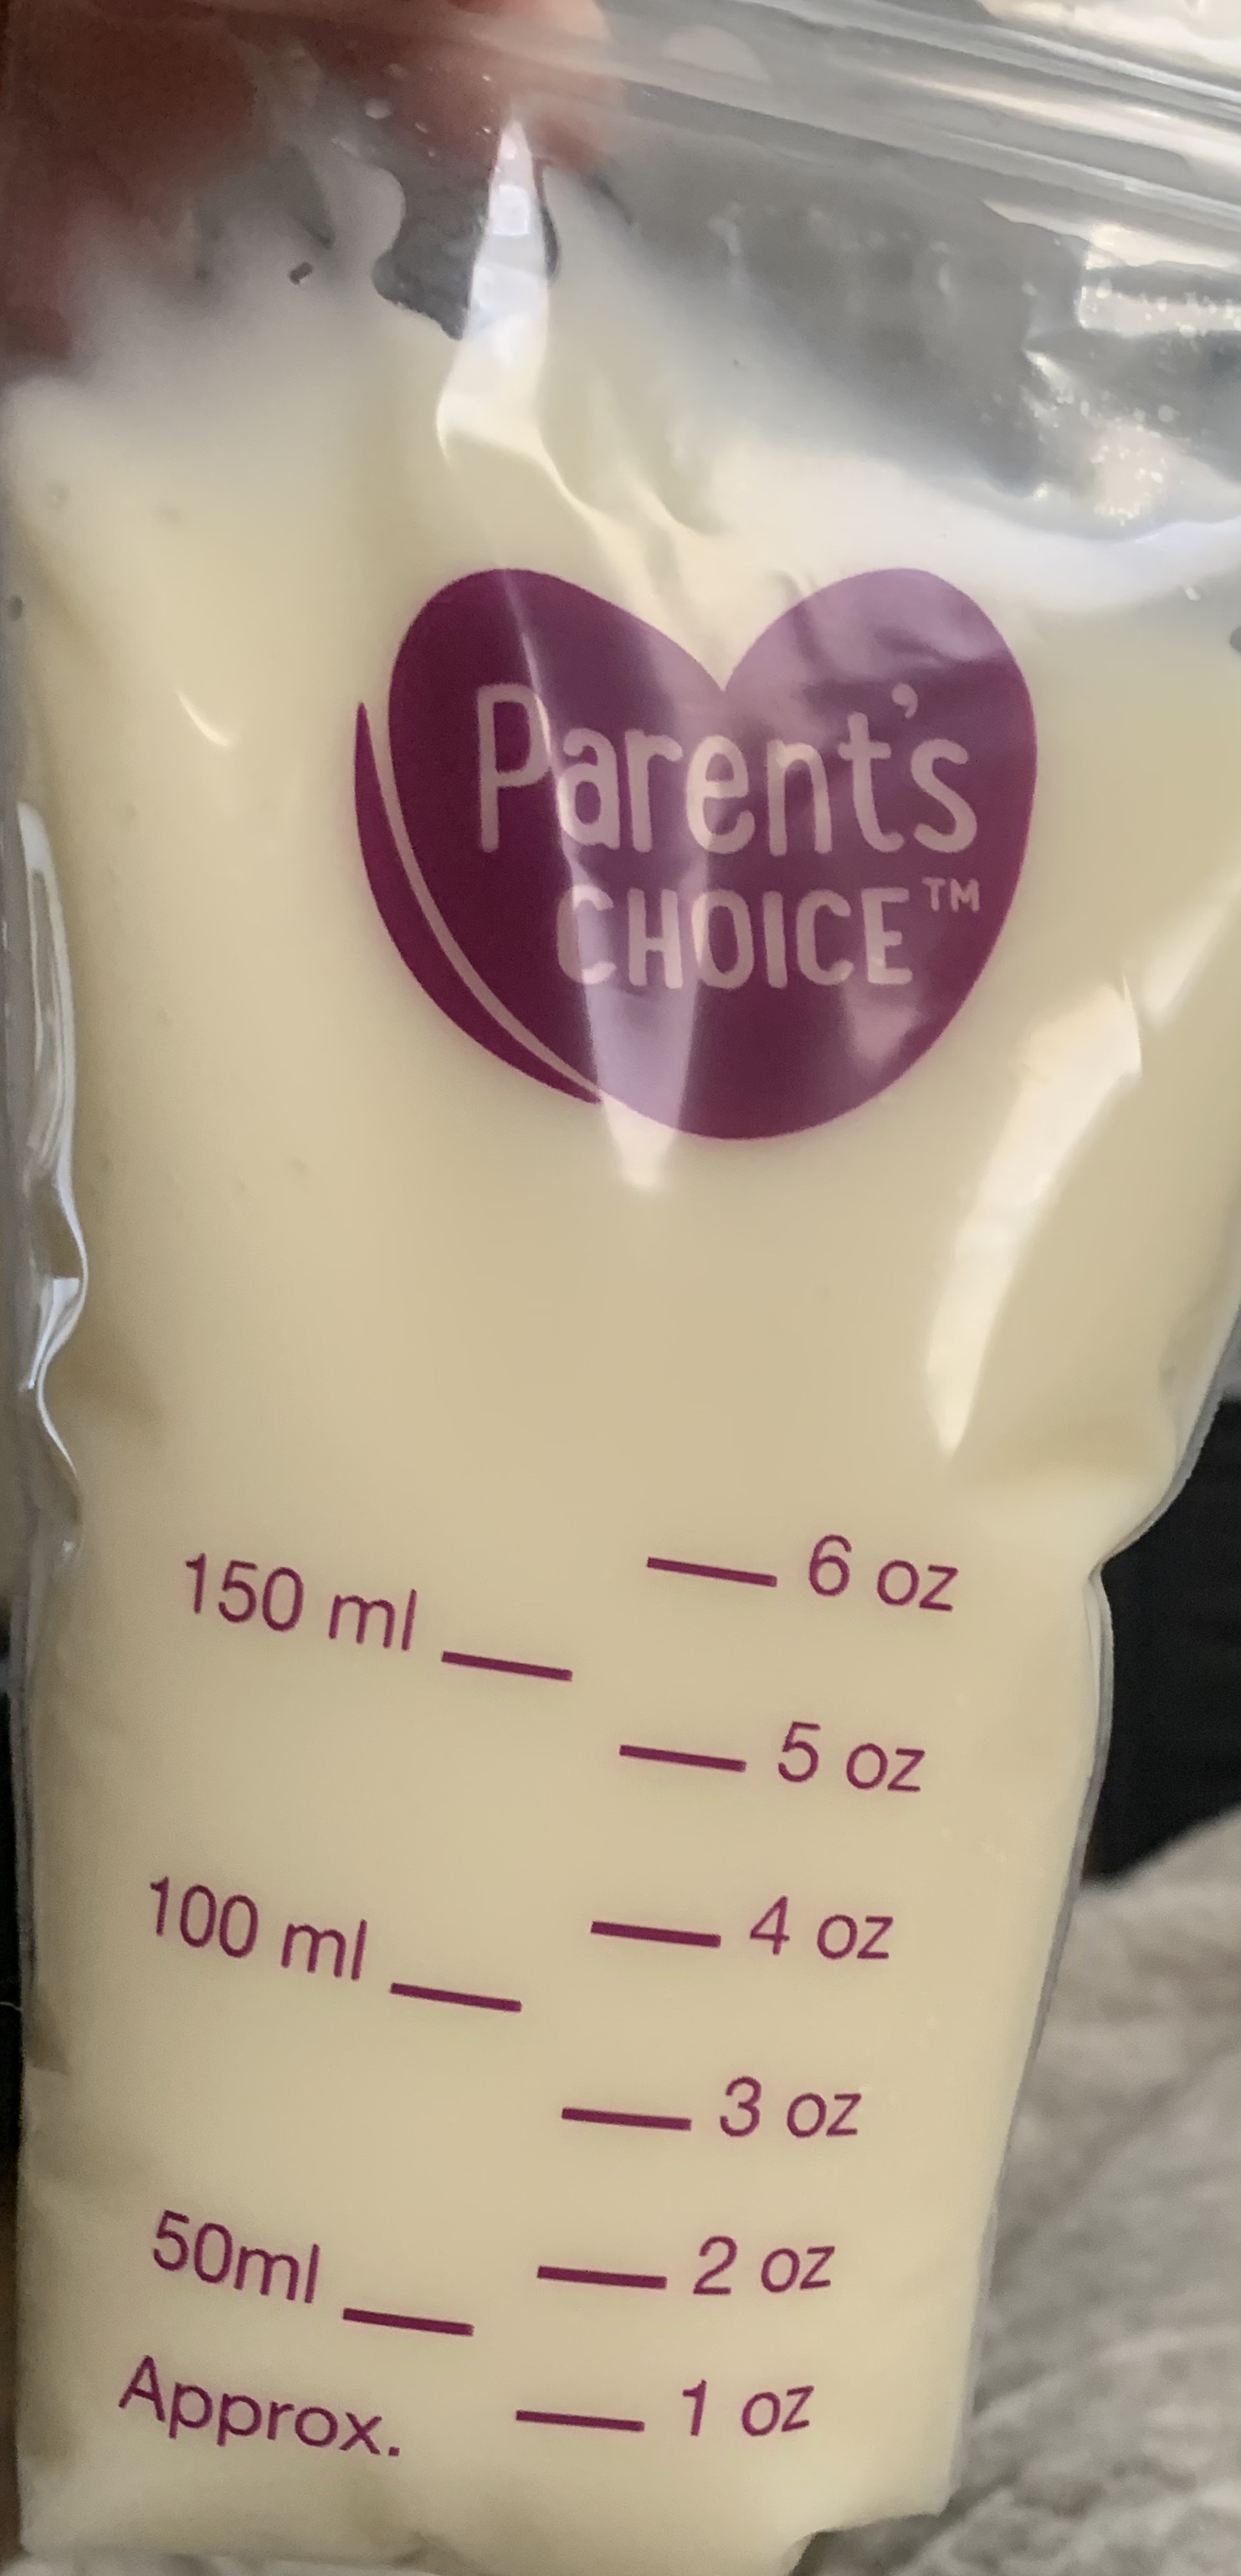 Parent's
CHOICE™
6 oz
150 ml
5 oz
4 oz
100 ml
3 oz
2 oz
50ml
1 oz
Approx.